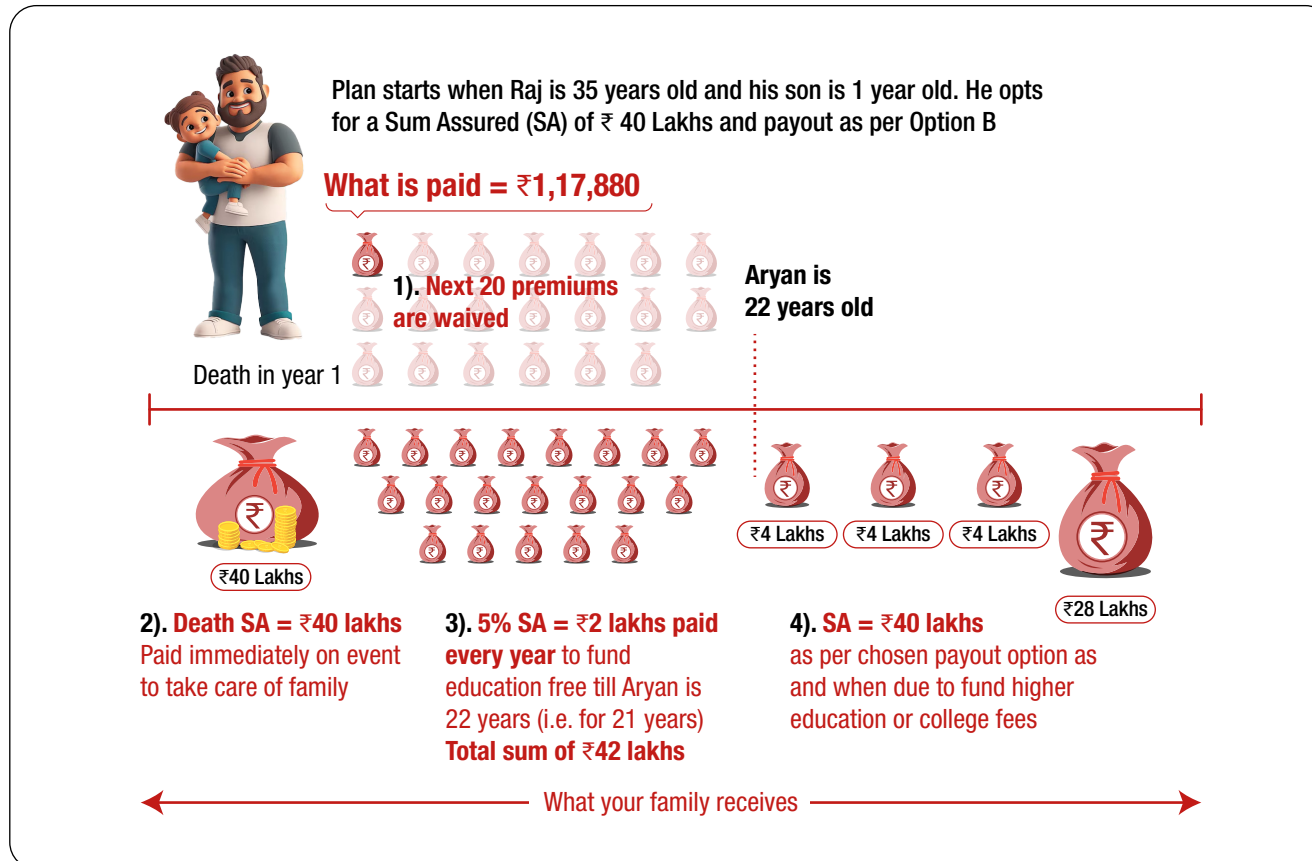 Plan starts when Raj is 35 years old and his son is 1 year old. He opts
for a Sum Assured (SA) of ₹ 40 Lakhs and payout as per Option B
What is paid = ₹1,17,880
1). Next 20 premiums
are waived
Aryan is
22 years old
Death in year 1
₹40 Lakhs
₹4 Lakhs
₹4 Lakhs
₹4 Lakhs
₹28 Lakhs
2). Death SA = ₹40 lakhs
Paid immediately on event
to take care of family
3). 5% SA = ₹2 lakhs paid
every year to fund
education free till Aryan is
22 years (i.e. for 21 years)
Total sum of ₹42 lakhs
4). SA = ₹40 lakhs
as per chosen payout option as
and when due to fund higher
education or college fees
What your family receives